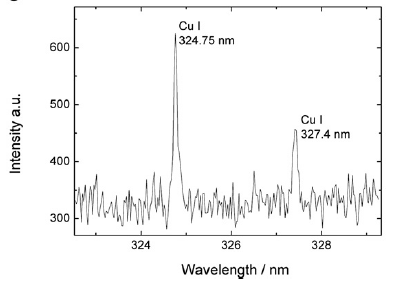 Cu I
324.75 nm
Cu I
327.4 nm
600
500
400
300
324
326
328
Intensity a.u.
Wavelength / nm